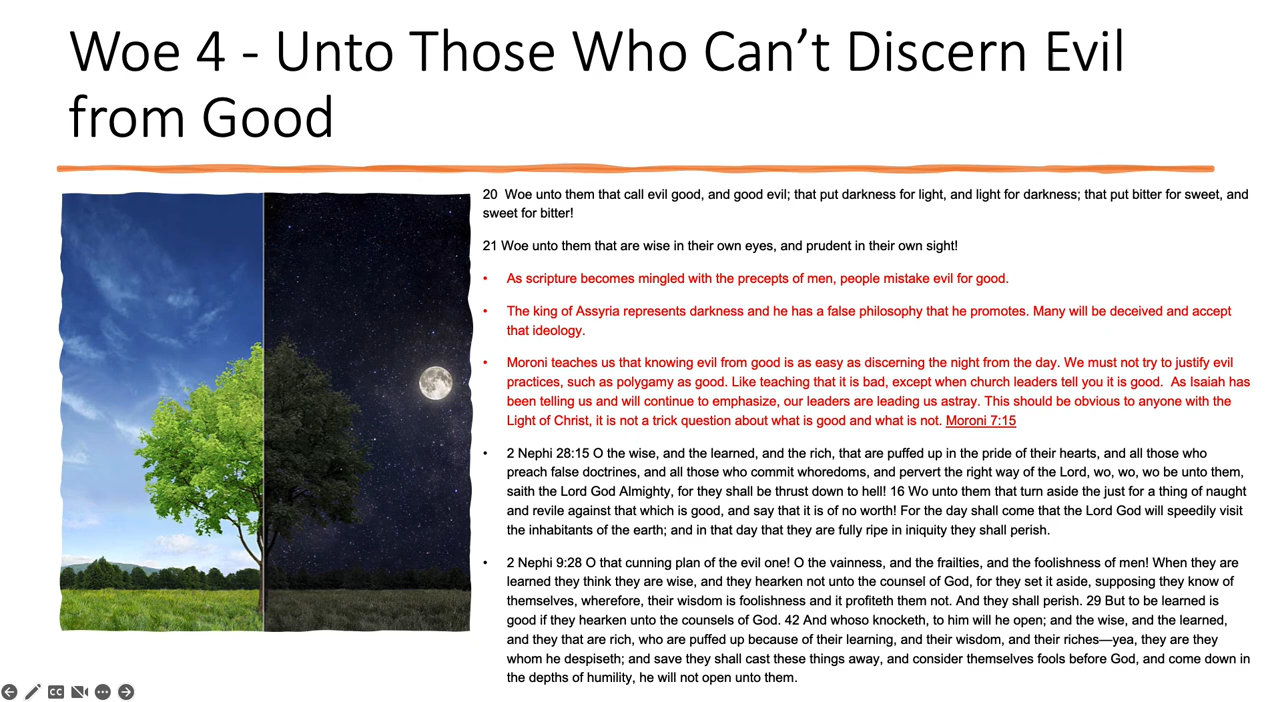 Woe 4 - Unto Those Who Can’t Discern Evil
from Good
20  Woe unto them that call evil good, and good evil; that put darkness for light, and light for darkness; that put bitter for sweet, and
sweet for bitter!
21 Woe unto them that are wise in their own eyes, and prudent in their own sight!
• As scripture becomes mingled with the precepts of men, people mistake evil for good.
• The king of Assyria represents darkness and he has a false philosophy that he promotes. Many will be deceived and accept
that ideology.
• Moroni teaches us that knowing evil from good is as easy as discerning the night from the day. We must not try to justify evil
practices, such as polygamy as good. Like teaching that it is bad, except when church leaders tell you it is good.  As Isaiah has
been telling us and will continue to emphasize, our leaders are leading us astray. This should be obvious to anyone with the
Light of Christ, it is not a trick question about what is good and what is not. Moroni 7:15
• 2 Nephi 28:15 O the wise, and the learned, and the rich, that are puffed up in the pride of their hearts, and all those who
preach false doctrines, and all those who commit whoredoms, and pervert the right way of the Lord, wo, wo, wo be unto them,
saith the Lord God Almighty, for they shall be thrust down to hell! 16 Wo unto them that turn aside the just for a thing of naught
and revile against that which is good, and say that it is of no worth! For the day shall come that the Lord God will speedily visit
the inhabitants of the earth; and in that day that they are fully ripe in iniquity they shall perish.
• 2 Nephi 9:28 O that cunning plan of the evil one! O the vainness, and the frailties, and the foolishness of men! When they are
learned they think they are wise, and they hearken not unto the counsel of God, for they set it aside, supposing they know of
themselves, wherefore, their wisdom is foolishness and it profiteth them not. And they shall perish. 29 But to be learned is
good if they hearken unto the counsels of God. 42 And whoso knocketh, to him will he open; and the wise, and the learned,
and they that are rich, who are puffed up because of their learning, and their wisdom, and their riches—yea, they are they
whom he despiseth; and save they shall cast these things away, and consider themselves fools before God, and come down in
the depths of humility, he will not open unto them.
CC